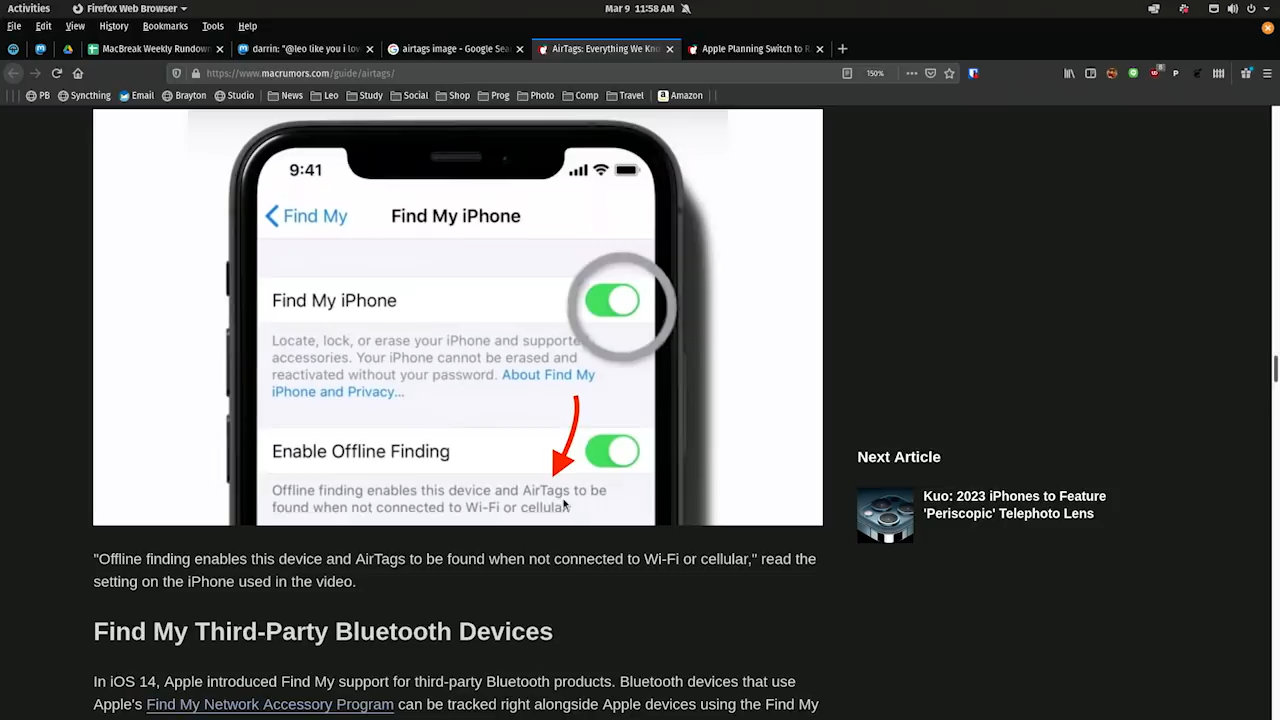 Activities
Firefox Web Browser
Mar 9 11:58 AM
File Edit View History Bookmarks Tools Help
MacBreak Weekly Rundown
darrin: "@leo like you i lov
airtags image - Google Sea
AirTags: Everything We Kno
Apple Planning Switch to R
https://www.macrumors.com/guide/airtags/
150%
PB Syncthing Email Brayton Studio News Leo Study Social Shop Prog Photo Comp Travel Amazon
9:41
Find My
Find My iPhone
Find My iPhone
Locate, lock, or erase your iPhone and supported
accessories. Your iPhone cannot be erased and
reactivated without your password. About Find My
iPhone and Privacy...
Enable Offline Finding
Offline finding enables this device and AirTags to be
found when not connected to Wi-Fi or cellular.
"Offline finding enables this device and AirTags to be found when not connected to Wi-Fi or cellular," read the
setting on the iPhone used in the video.
Find My Third-Party Bluetooth Devices
In iOS 14, Apple introduced Find My support for third-party Bluetooth products. Bluetooth devices that use
Apple's Find My Network Accessory Program can be tracked right alongside Apple devices using the Find My
Next Article
Kuo: 2023 iPhones to Feature
'Periscopic' Telephoto Lens